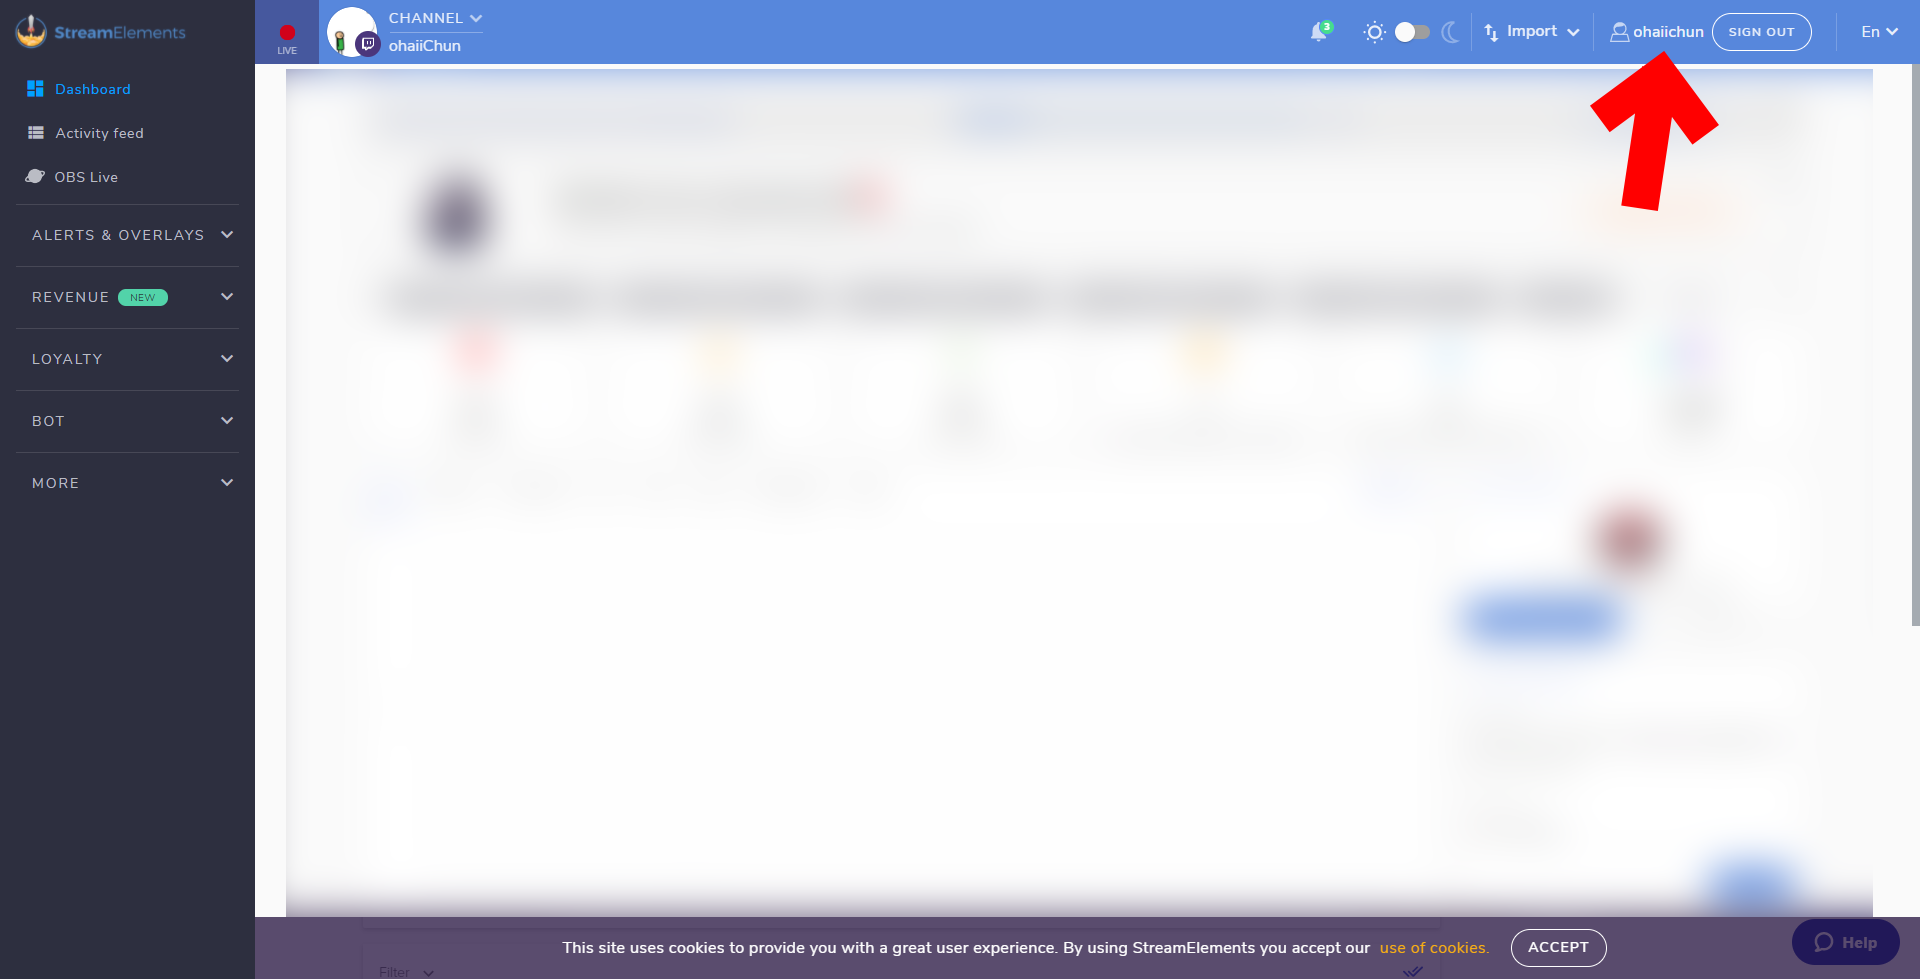 StreamElements
Dashboard
Activity feed
OBS Live
ALERTS & OVERLAYS
REVENUE NEW
LOYALTY
BOT
MORE
LIVE
CHANNEL
ohaiiChun
3
Import
ohaiichun
SIGN OUT
En
This site uses cookies to provide you with a great user experience. By using StreamElements you accept our use of cookies.
ACCEPT
Help
Filter